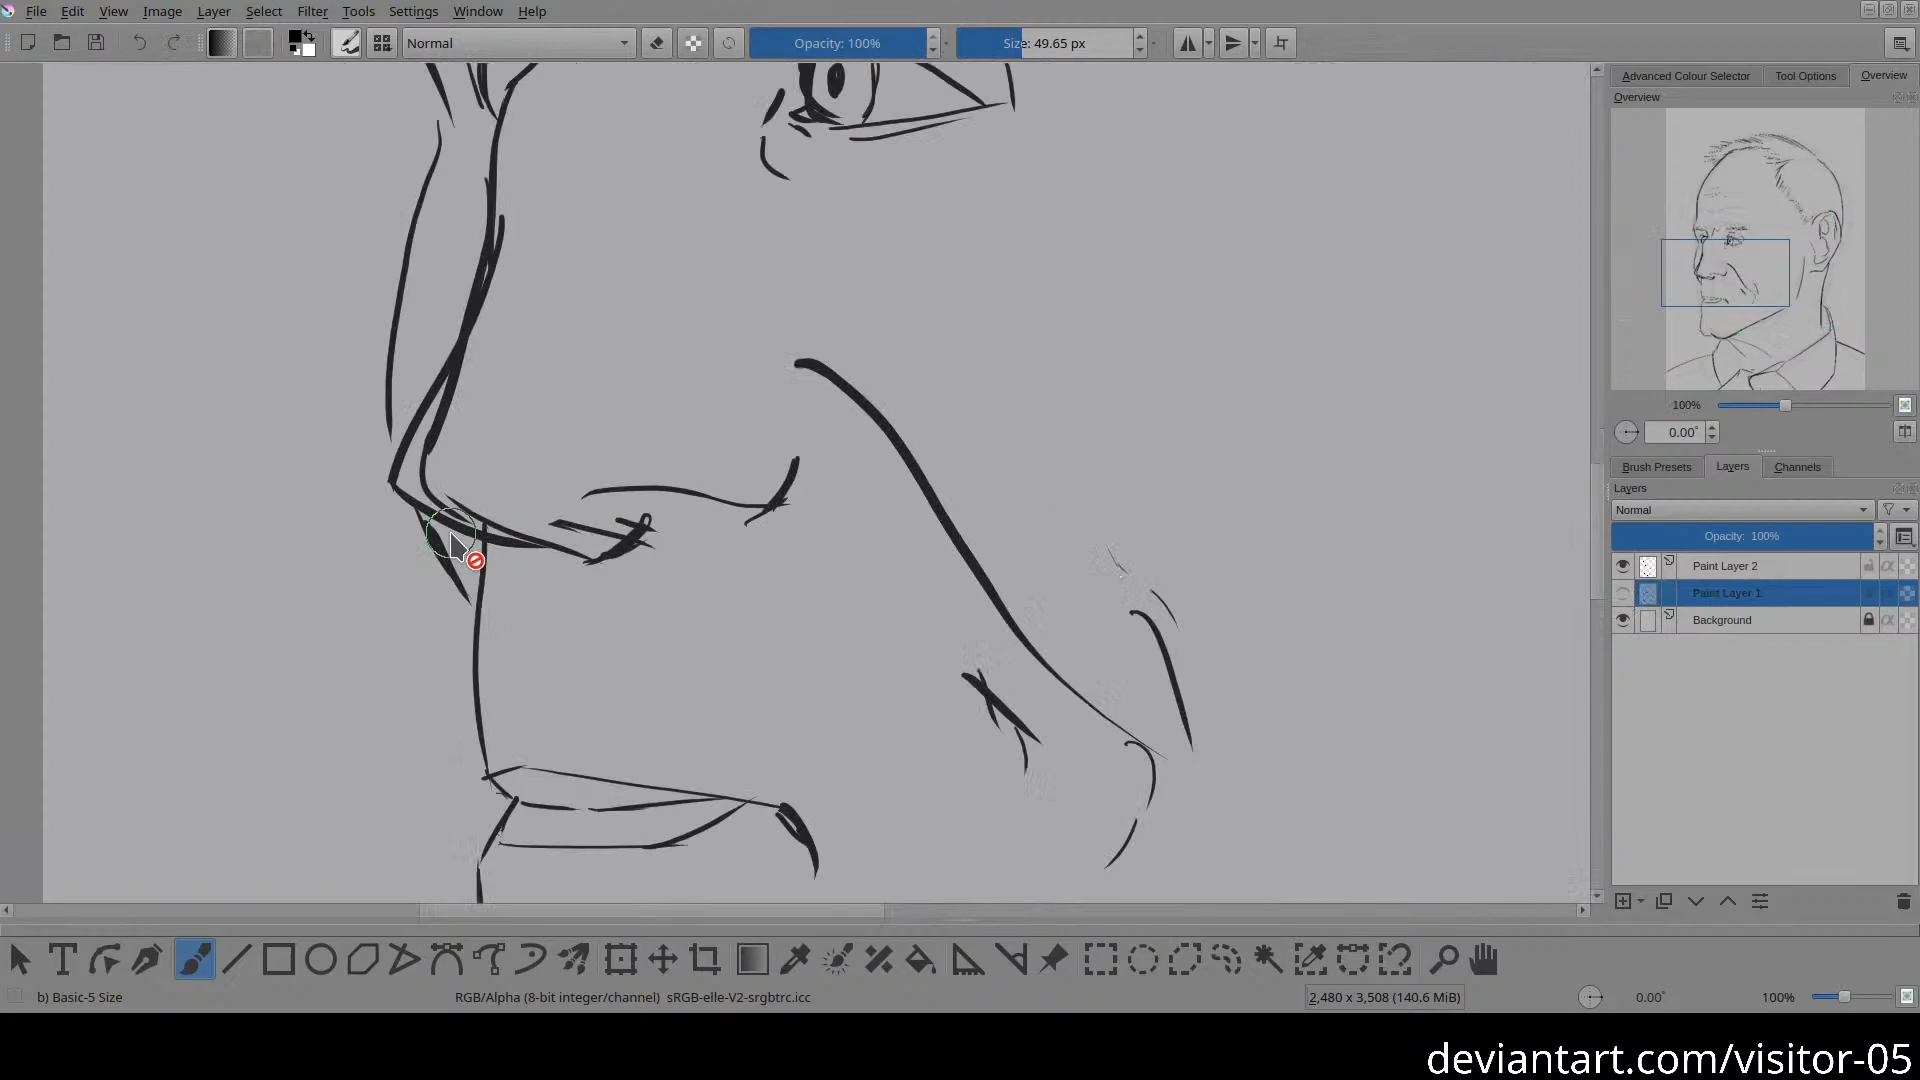 File Edit View Image Layer Select Filter Tools Settings Window Help
Normal Opacity: 100% Size: 49.65 px
Advanced Colour Selector Tool Options Overview
Overview
100%
0.00°
Brush Presets Layers Channels
Layers
Normal
Opacity: 100%
Paint Layer 2
Paint Layer 1
Background
b) Basic-5 Size RGB/Alpha (8-bit integer/channel) sRGB-elle-V2-srgbtrc.icc 2,480 x 3,508 (140.6 MiB) 0.00° 100%
deviantart.com/visitor-05